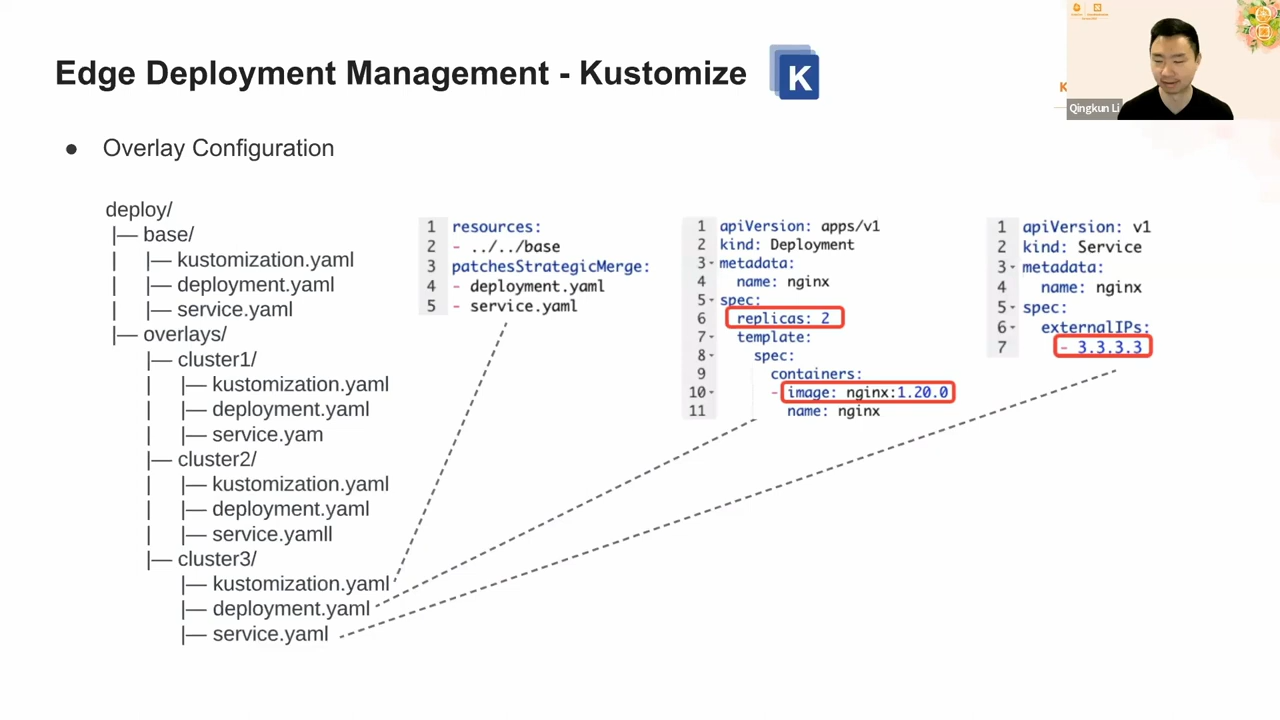 Edge Deployment Management - Kustomize
K
Qingkun Li
● Overlay Configuration
deploy/
|— base/
| |— kustomization.yaml
| |— deployment.yaml
| |— service.yaml
|— overlays/
|— cluster1/
| |— kustomization.yaml
| |— deployment.yaml
| |— service.yam
|— cluster2/
| |— kustomization.yaml
| |— deployment.yaml
| |— service.yamll
|— cluster3/
|— kustomization.yaml
|— deployment.yaml
|— service.yaml
1 resources:
2 - ../../base
3 patchesStrategicMerge:
4 - deployment.yaml
5 - service.yaml
1 apiVersion: apps/v1
2 kind: Deployment
3 metadata:
4 name: nginx
5 spec:
6 replicas: 2
7 template:
8 spec:
9 containers:
10 - image: nginx:1.20.0
11 name: nginx
1 apiVersion: v1
2 kind: Service
3 metadata:
4 name: nginx
5 spec:
6 externalIPs:
7 - 3.3.3.3